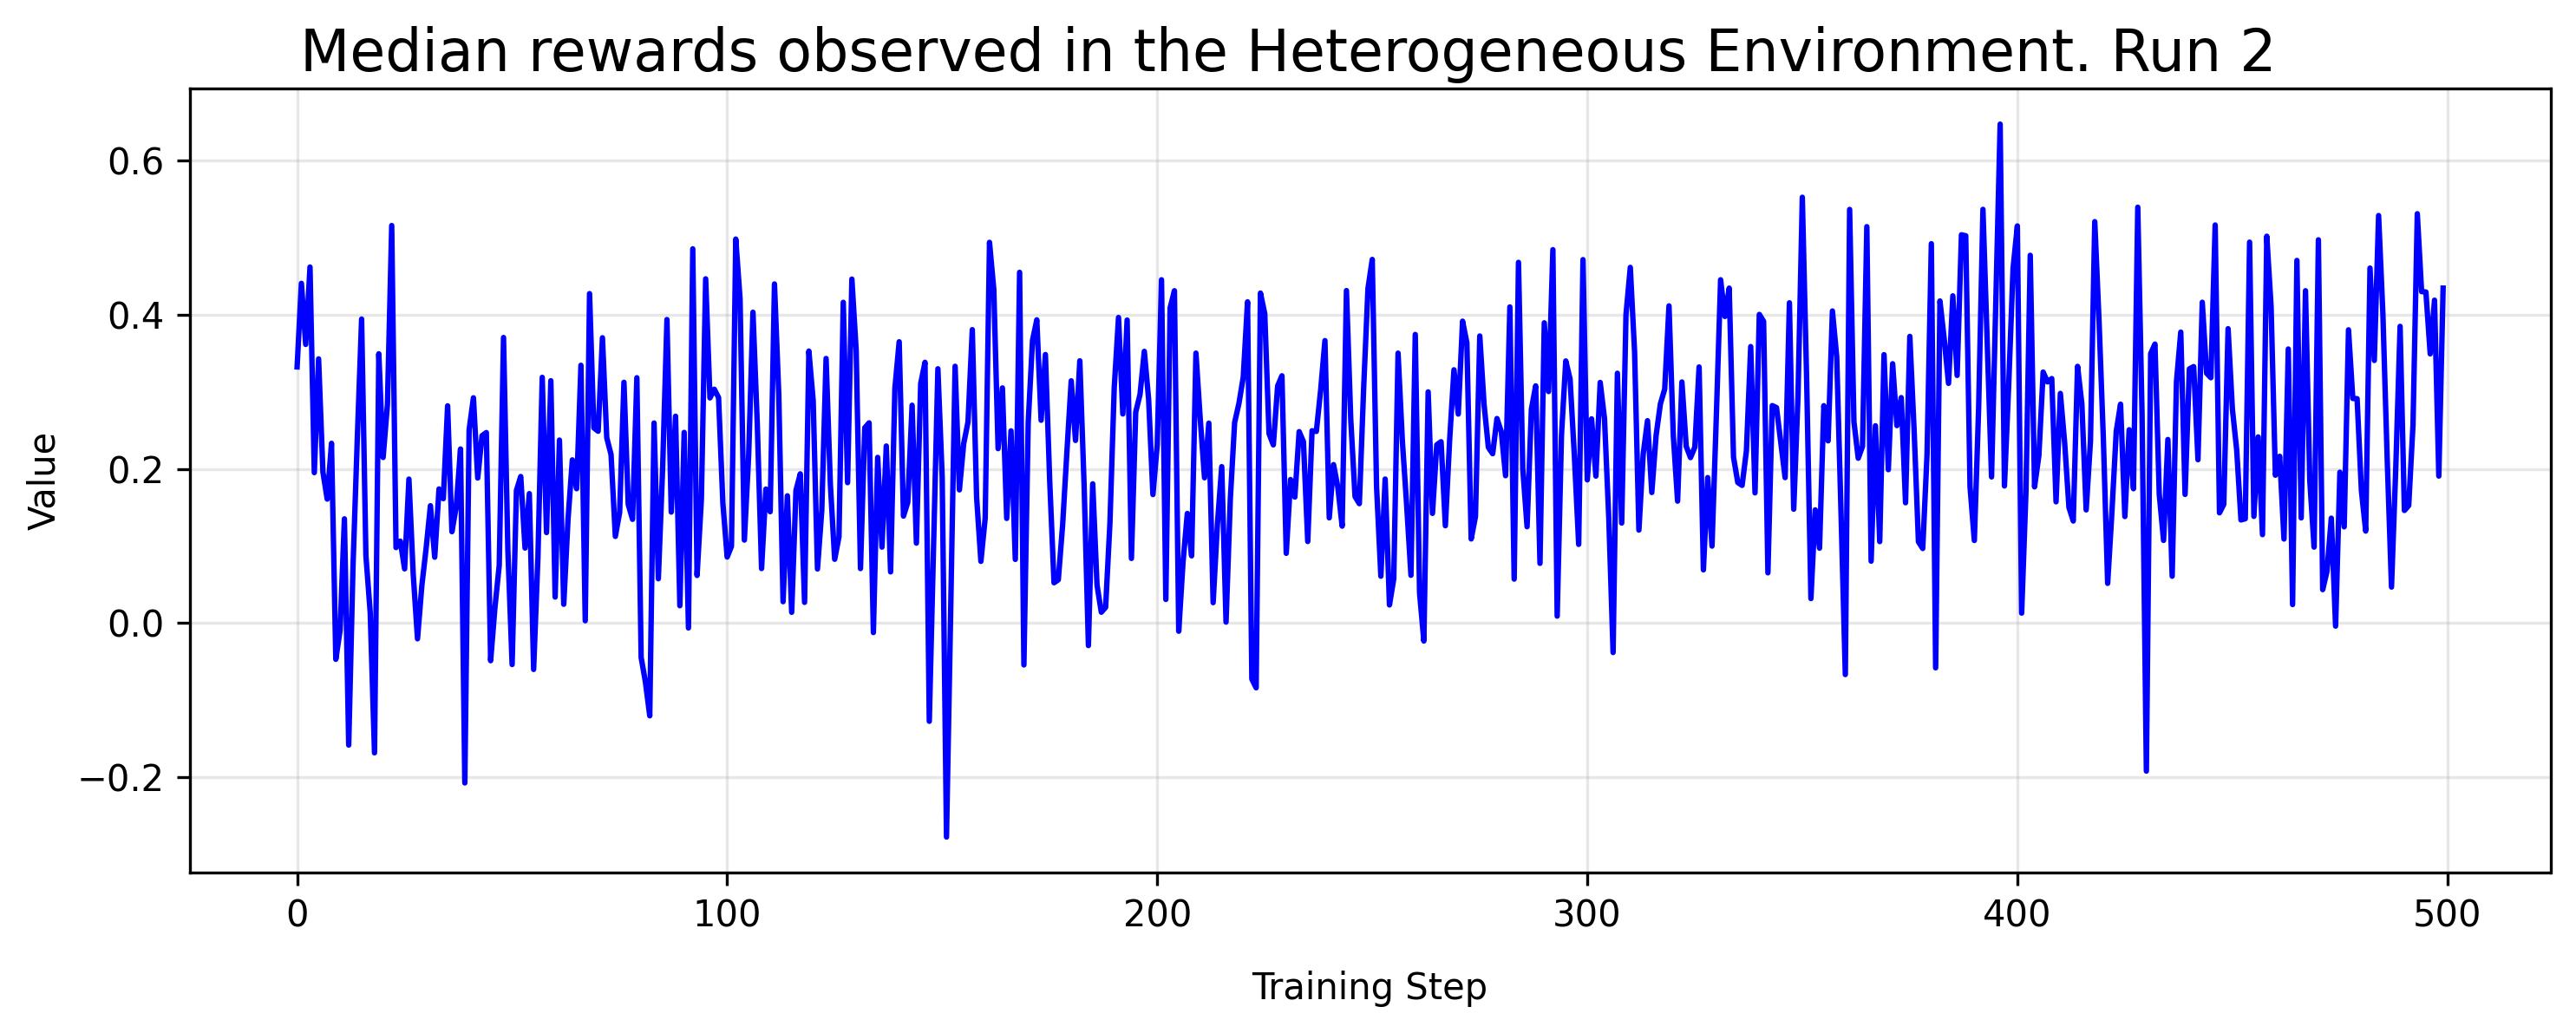 Median rewards observed in the Heterogeneous Environment. Run 2
0.6
0.4
0.2
0.0
−0.2
Value
0 100 200 300 400 500
Training Step